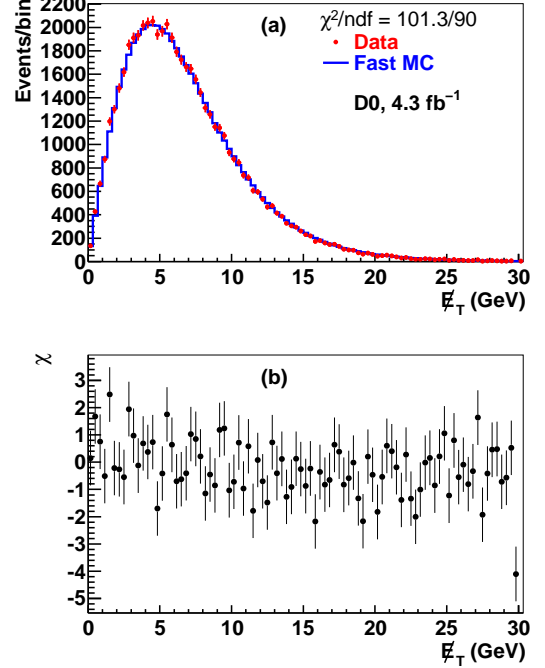 (a)
χ²/ndf = 101.3/90
Data
Fast MC
D0, 4.3 fb⁻¹
Events/bin
2200
2000
1800
1600
1400
1200
1000
800
600
400
200
0
0 5 10 15 20 25 30
E̸_T (GeV)
(b)
χ
3
2
1
0
-1
-2
-3
-4
-5
0 5 10 15 20 25 30
E̸_T (GeV)